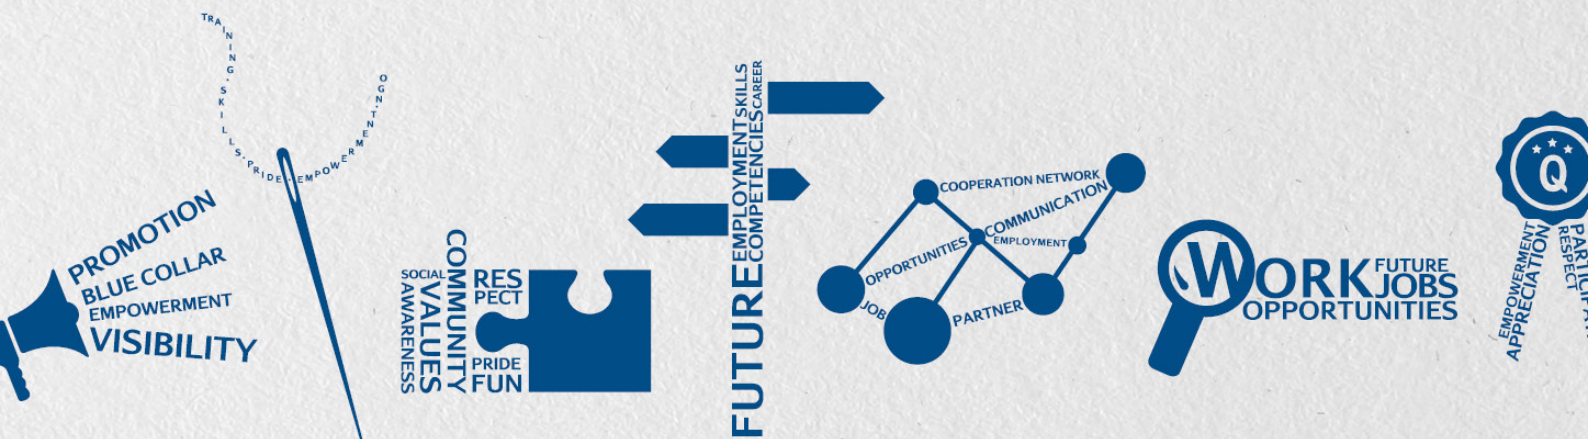 TRAINING·SKILLS·PRIDE·EMPOWERMENT·NGO
PROMOTION
BLUE COLLAR
EMPOWERMENT
VISIBILITY
SOCIAL
AWARENESS
VALUES
COMMUNITY
RES
PECT
PRIDE
FUN
FUTURE
EMPLOYMENT
SKILLS
COMPETENCIES
CAREER
COOPERATION NETWORK
COMMUNICATION
OPPORTUNITIES
EMPLOYMENT
JOB
PARTNER
WORK
FUTURE
JOBS
OPPORTUNITIES
Q
EMPOWERMENT
APPRECIATION
RESPECT